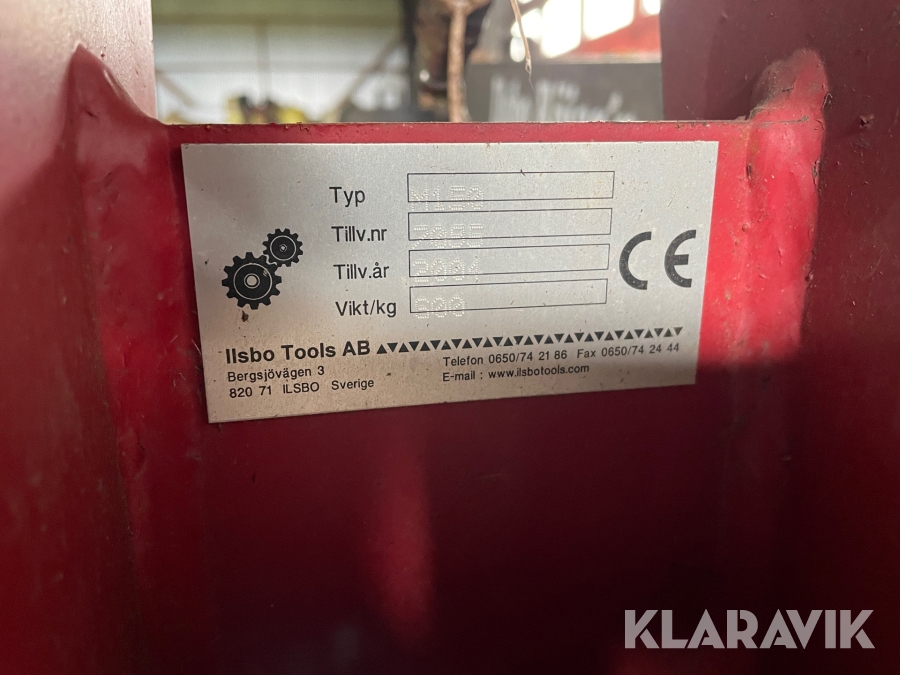 Typ M150
Tillv.nr
Tillv.år
Vikt/kg
Ilsbo Tools AB
Bergsjövägen 3
820 71 ILSBO Sverige
Telefon 0650/74 21 86 Fax 0650/74 24 44
E-mail : www.ilsbotools.com
CE
KLARAVIK